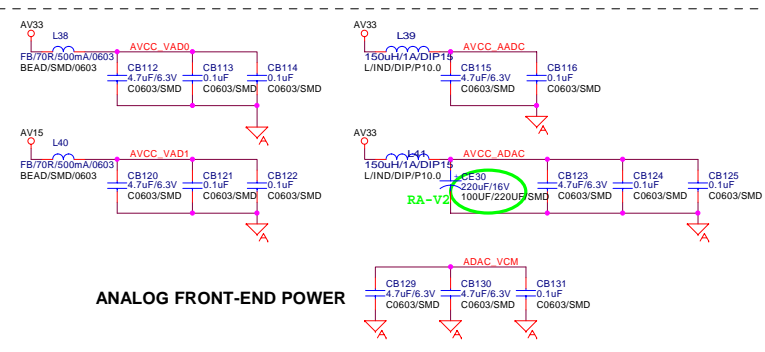 AV33
L38
AVCC_VAD0
FB/70R/500mA/0603
BEAD/SMD/0603
CB112
4.7uF/6.3V
C0603/SMD
CB113
0.1uF
C0603/SMD
CB114
0.1uF
C0603/SMD
A
AV33
L39
AVCC_AADC
150uH/1A/DIP15
L/IND/DIP/P10.0
CB115
4.7uF/6.3V
C0603/SMD
CB116
0.1uF
C0603/SMD
A
AV15
L40
AVCC_VAD1
FB/70R/500mA/0603
BEAD/SMD/0603
CB120
4.7uF/6.3V
C0603/SMD
CB121
0.1uF
C0603/SMD
CB122
0.1uF
C0603/SMD
A
AV33
L41
AVCC_ADAC
150uH/1A/DIP15
L/IND/DIP/P10.0
+
CE30
220uF/16V
100UF/220UF/SMD
RA-V2
CB123
4.7uF/6.3V
C0603/SMD
CB124
0.1uF
C0603/SMD
CB125
0.1uF
C0603/SMD
A
ANALOG FRONT-END POWER
ADAC_VCM
CB129
4.7uF/6.3V
C0603/SMD
CB130
4.7uF/6.3V
C0603/SMD
CB131
0.1uF
C0603/SMD
A
A
A